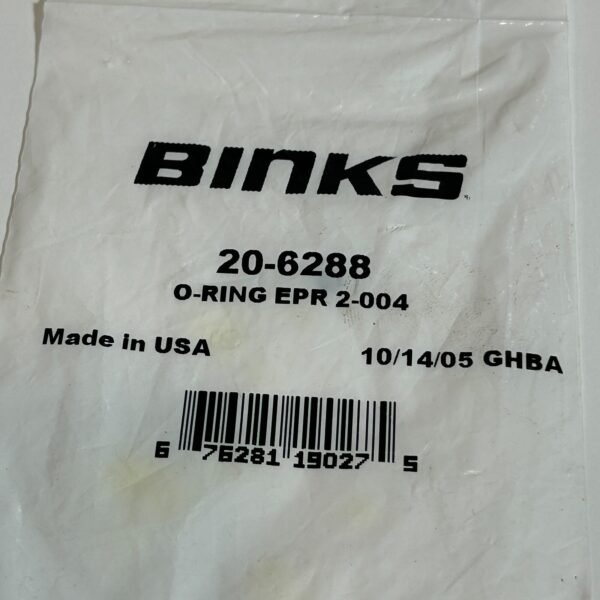 BINKS
20-6288
O-RING EPR 2-004
Made in USA 10/14/05 GHBA
6 76281 19027 5